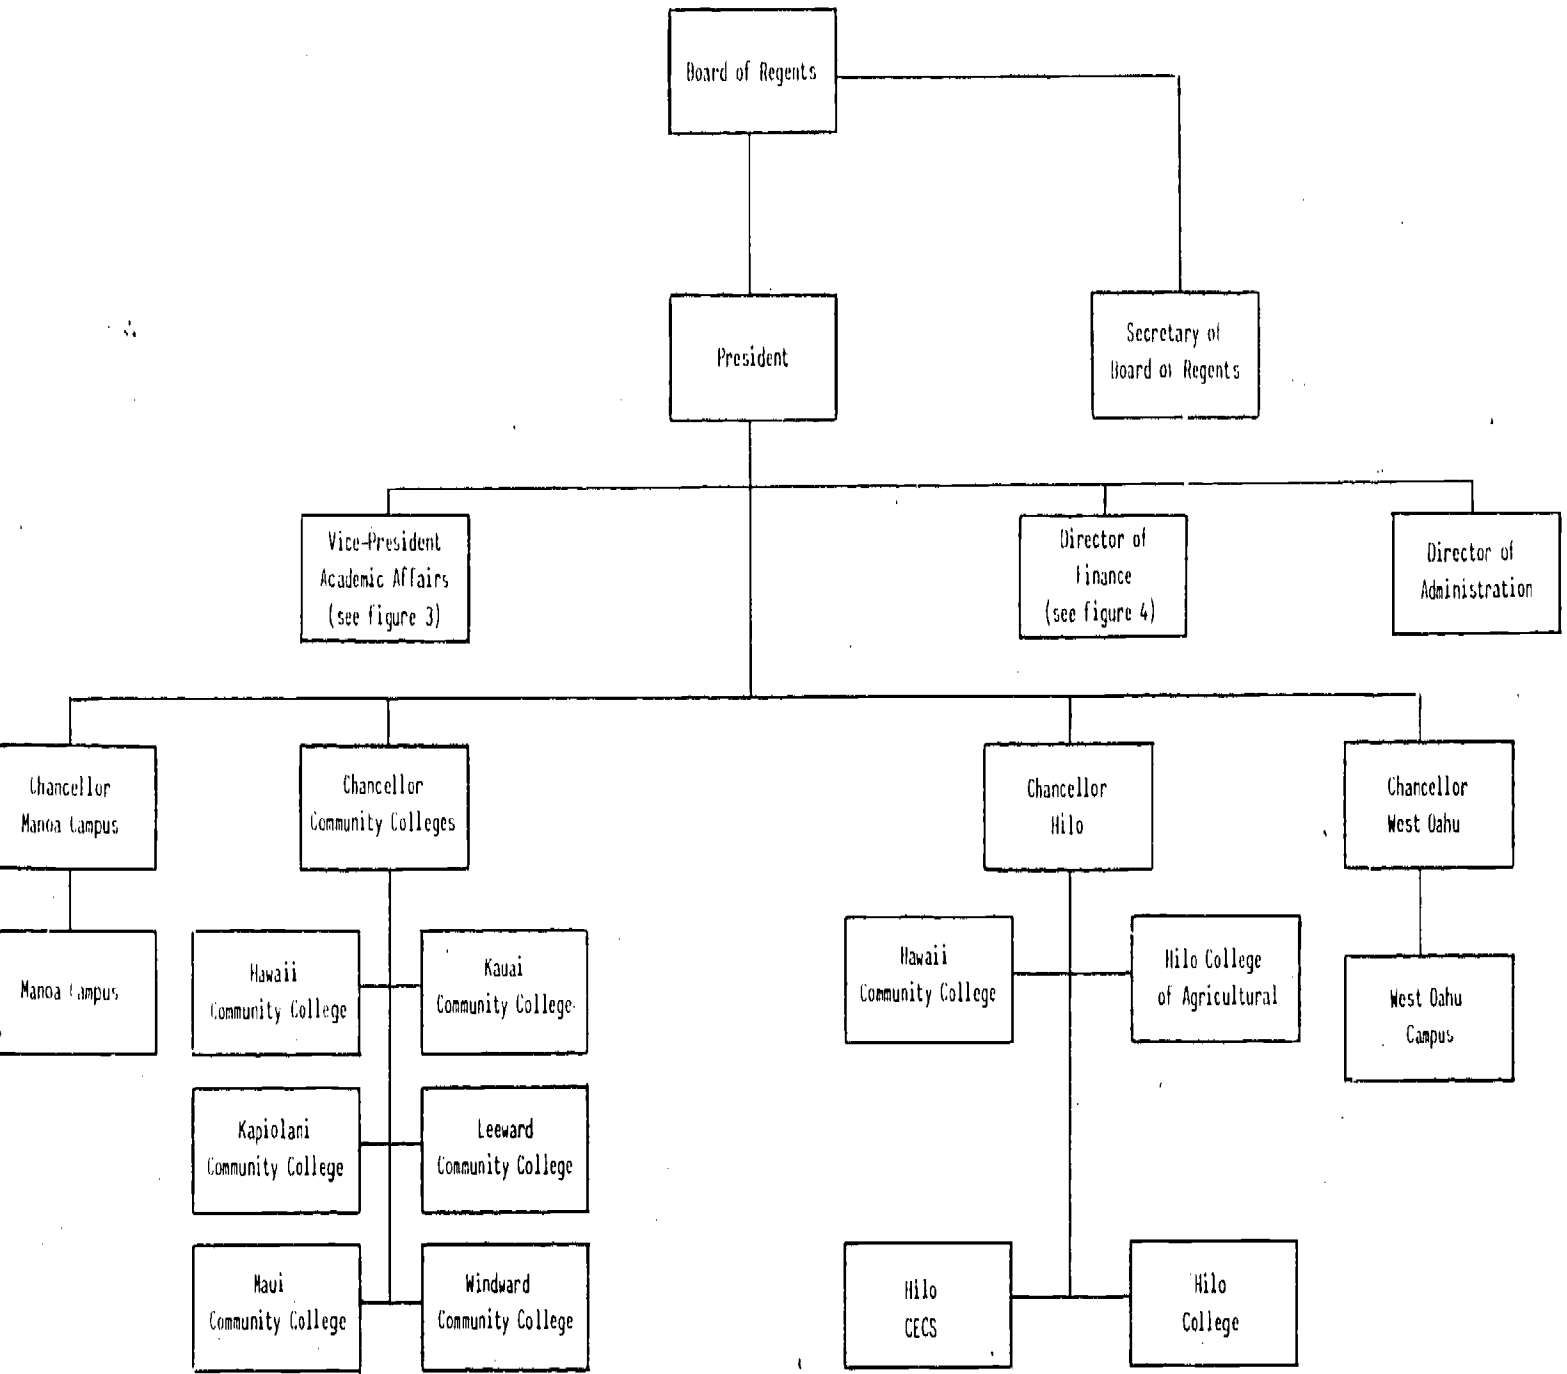 Board of Regents
President
Secretary of
Board of Regents
Vice-President
Academic Affairs
(see figure 3)
Director of
Finance
(see figure 4)
Director of
Administration
Chancellor
Manoa Campus
Chancellor
Community Colleges
Chancellor
Hilo
Chancellor
West Oahu
Manoa Campus
Hawaii
Community College
Kauai
Community College
Hawaii
Community College
Hilo College
of Agricultural
West Oahu
Campus
Kapiolani
Community College
Leeward
Community College
Maui
Community College
Windward
Community College
Hilo
CECS
Hilo
College